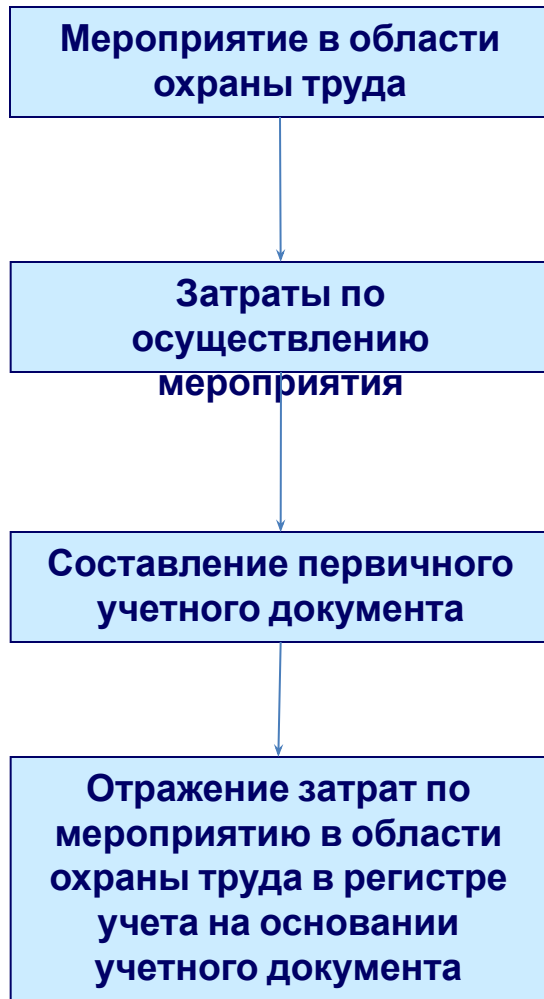 Мероприятие в области
охраны труда
Затраты по
осуществлению
мероприятия
Составление первичного
учетного документа
Отражение затрат по
мероприятию в области
охраны труда в регистре
учета на основании
учетного документа